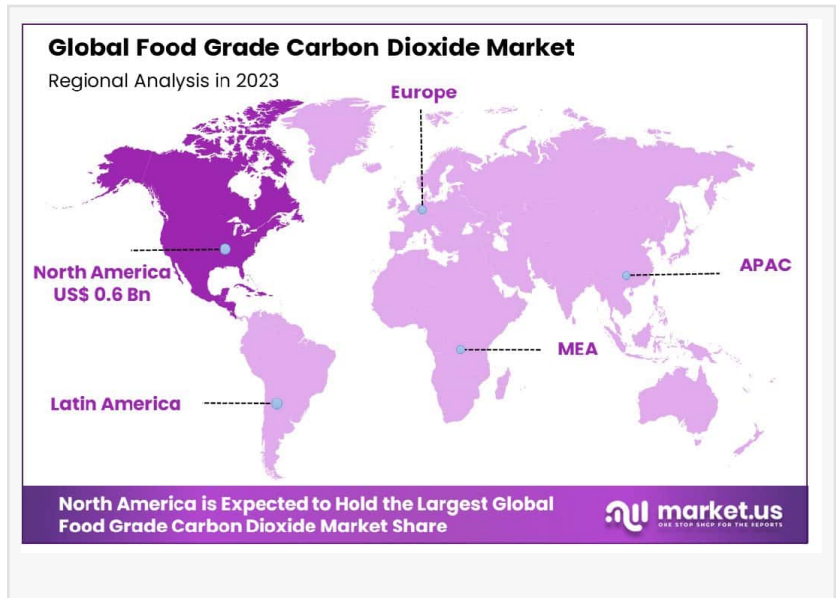 Global Food Grade Carbon Dioxide Market
Regional Analysis in 2023
Europe
North America
US$ 0.6 Bn
APAC
MEA
Latin America
North America is Expected to Hold the Largest Global
Food Grade Carbon Dioxide Market Share
market.us
ONE STOP SHOP FOR THE REPORTS